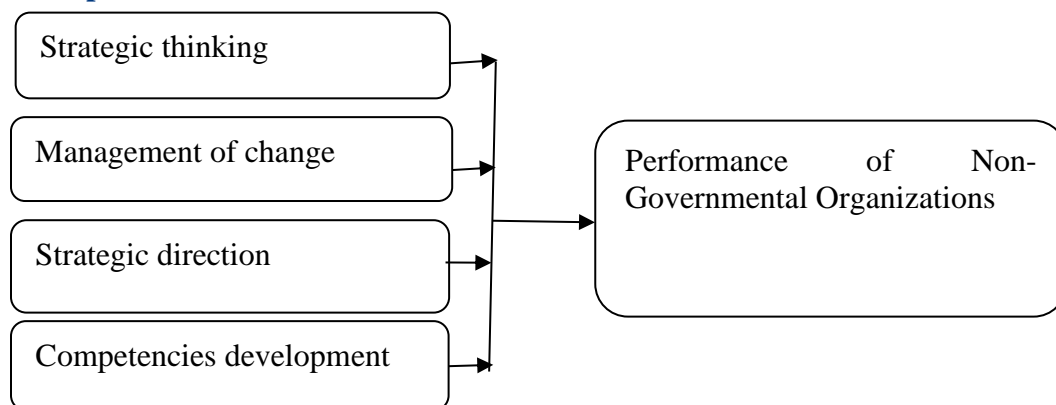 Strategic thinking
Management of change
Strategic direction
Competencies development
Performance of Non-
Governmental Organizations